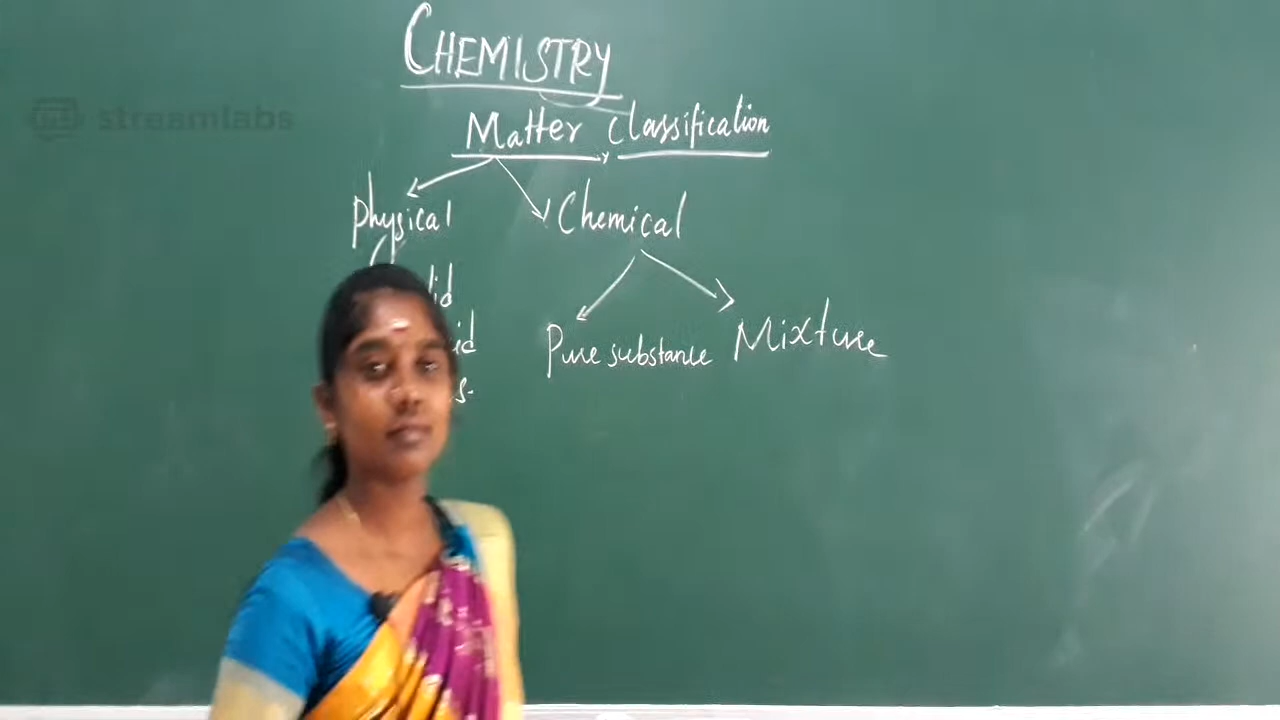 CHEMISTRY
streamlabs
Matter classification
Physical
Chemical
Pure substance
Mixture